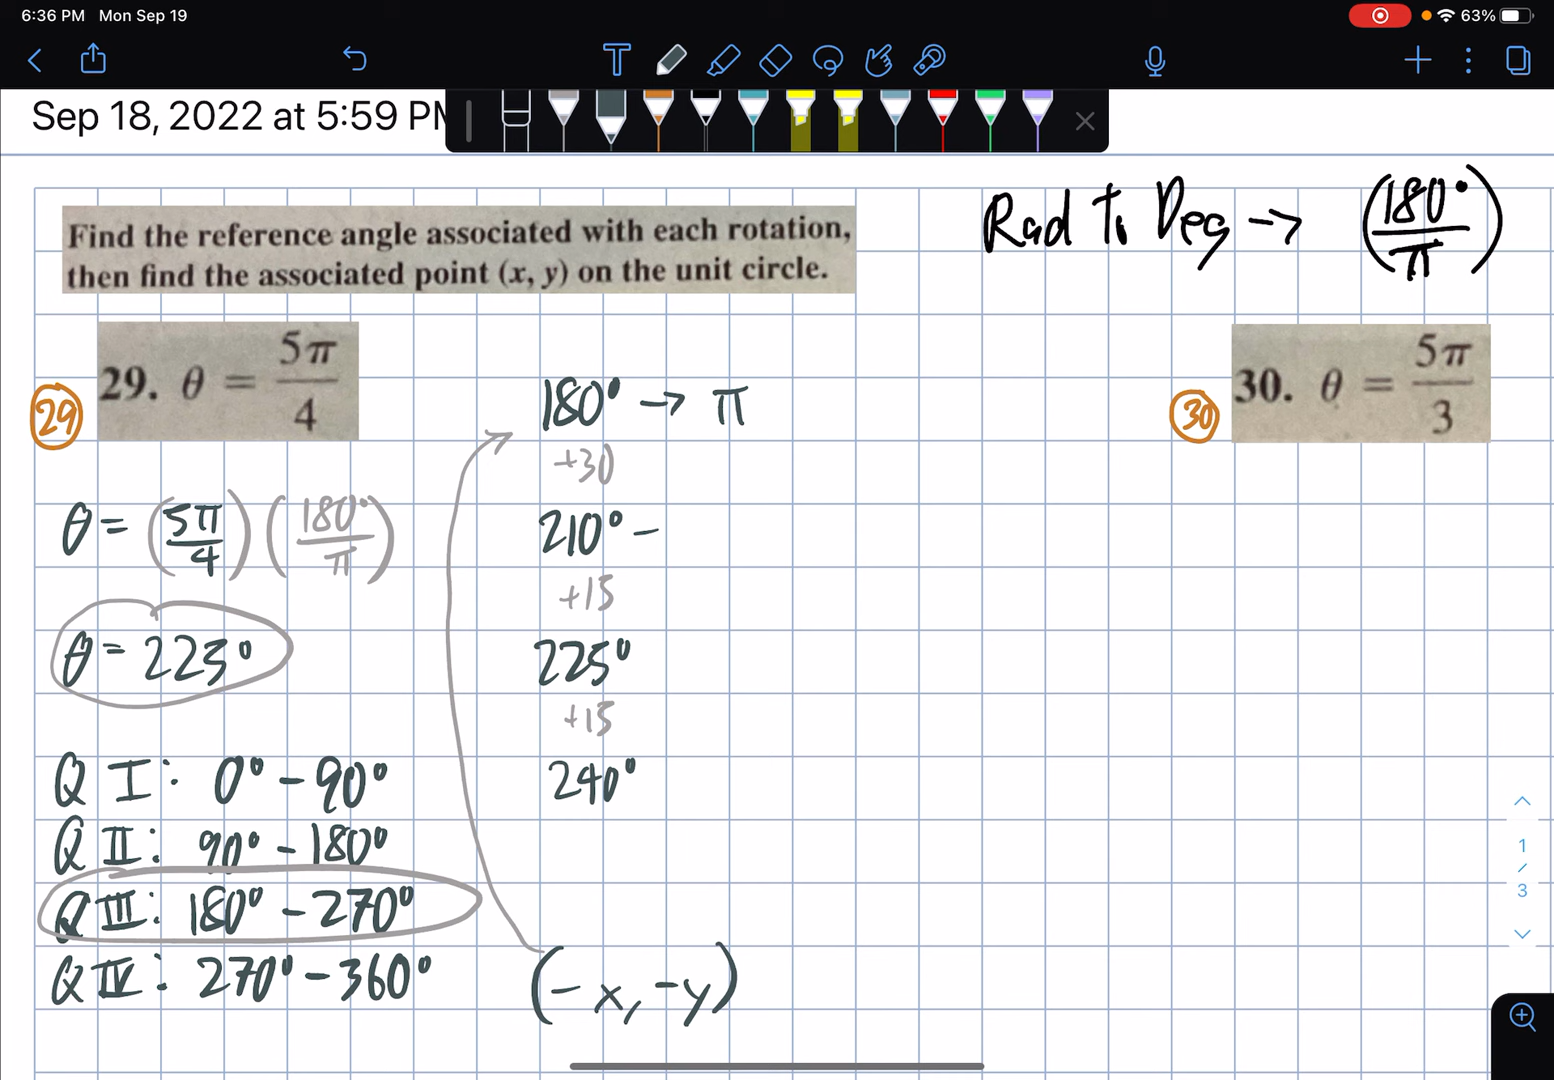 6:36 PM Mon Sep 19
63%
Sep 18, 2022 at 5:59 PM
Rad To Deg -> (180°/π)
Find the reference angle associated with each rotation,
then find the associated point (x, y) on the unit circle.
29 29. θ = 5π/4
30 30. θ = 5π/3
θ = (5π/4)(180°/π)
θ = 225°
Q I: 0° - 90°
Q II: 90° - 180°
Q III: 180° - 270°
Q IV: 270° - 360°
180° -> π
+30
210° -
+15
225°
+15
240°
(-x, -y)
1
/
3